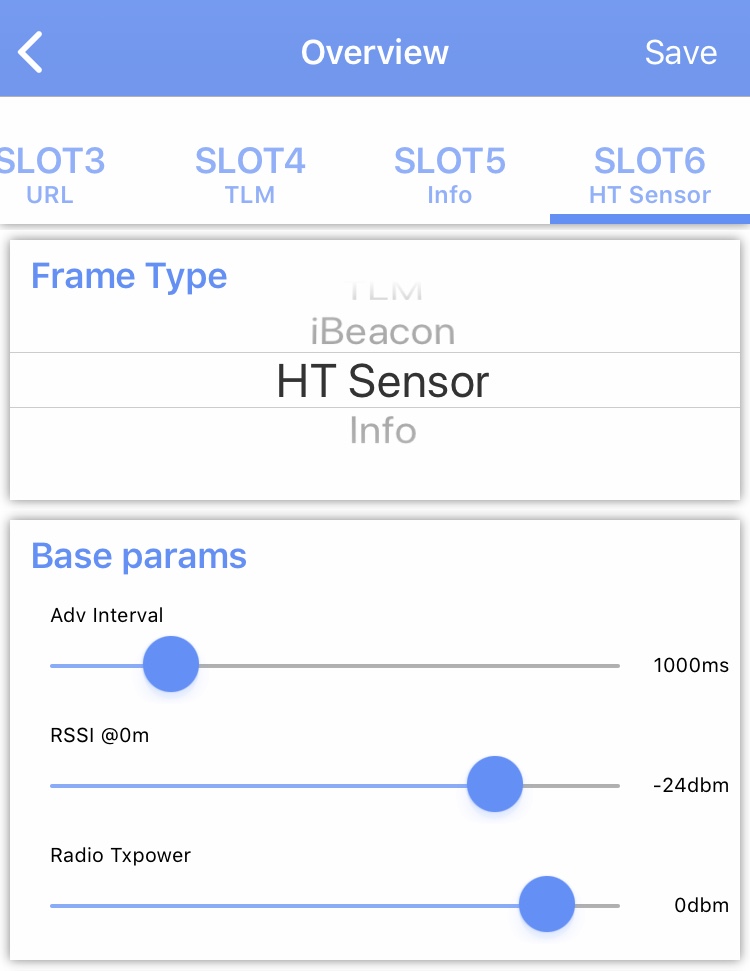 Overview
Save
SLOT3
URL
SLOT4
TLM
SLOT5
Info
SLOT6
HT Sensor
Frame Type
TLM
iBeacon
HT Sensor
Info
Base params
Adv Interval
1000ms
RSSI @0m
-24dbm
Radio Txpower
0dbm